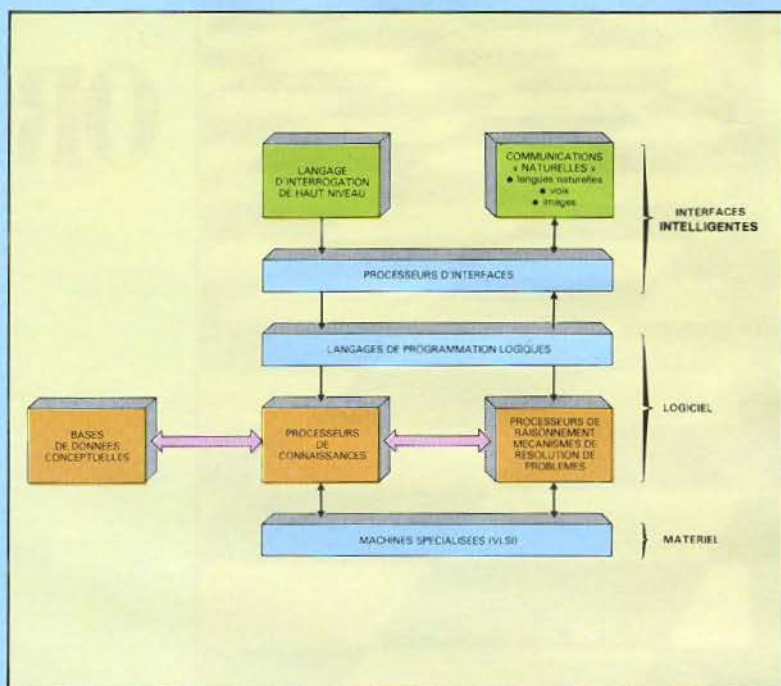 LANGAGE
D'INTERROGATION
DE HAUT NIVEAU
COMMUNICATIONS
« NATURELLES »
● langues naturelles
● voix
● images
INTERFACES
INTELLIGENTES
PROCESSEURS D'INTERFACES
LANGAGES DE PROGRAMMATION LOGIQUES
BASES
DE DONNEES
CONCEPTUELLES
PROCESSEURS
DE
CONNAISSANCES
PROCESSEURS DE
RAISONNEMENT
MECANISMES DE
RESOLUTION DE
PROBLEMES
LOGICIEL
MACHINES SPECIALISEES (VLSI)
MATERIEL